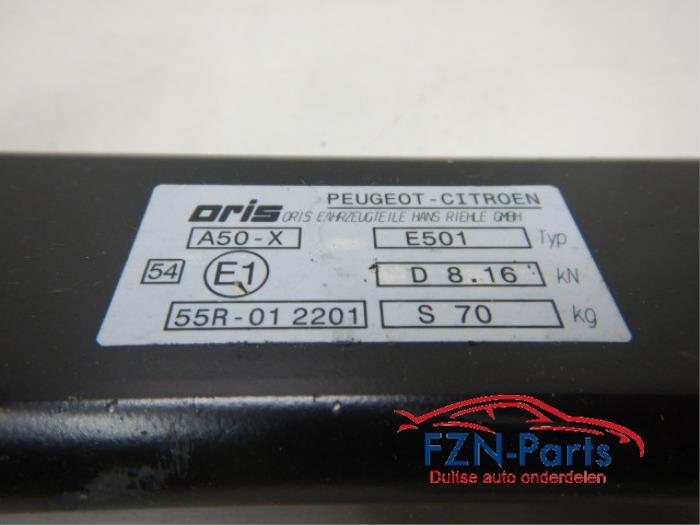 PEUGEOT-CITROEN
oris ORIS FAHRZEUGTEILE HANS RIEHLE GMBH
A50-X E501 Typ
54 E1 D 8.16 kN
55R-01 2201 S 70 kg
FZN-Parts
Duitse auto onderdelen